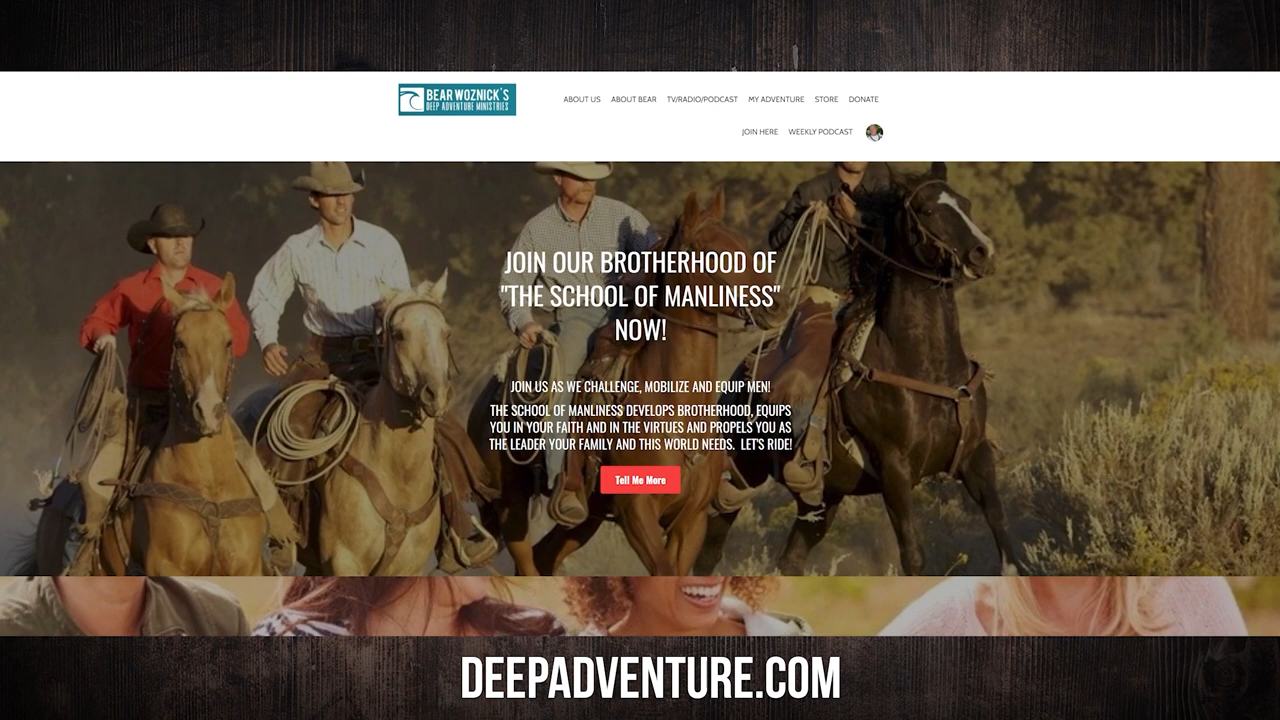 BEAR WOZNICK'S
DEEP ADVENTURE MINISTRIES
ABOUT US ABOUT BEAR TV/RADIO/PODCAST MY ADVENTURE STORE DONATE
JOIN HERE WEEKLY PODCAST
JOIN OUR BROTHERHOOD OF
"THE SCHOOL OF MANLINESS"
NOW!
JOIN US AS WE CHALLENGE, MOBILIZE AND EQUIP MEN!
THE SCHOOL OF MANLINESS DEVELOPS BROTHERHOOD, EQUIPS
YOU IN YOUR FAITH AND IN THE VIRTUES AND PROPELS YOU AS
THE LEADER YOUR FAMILY AND THIS WORLD NEEDS. LET'S RIDE!
Tell Me More
DEEPADVENTURE.COM